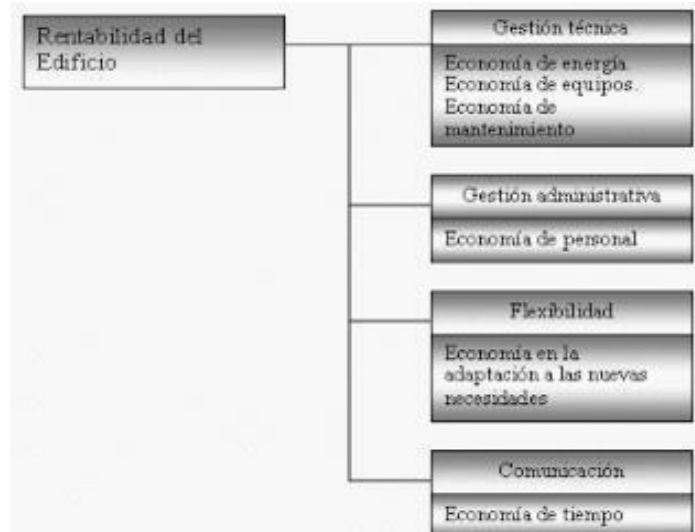 Rentabilidad del
Edificio
Gestión técnica
Economía de energía.
Economía de equipos.
Economía de
mantenimiento
Gestión administrativa
Economía de personal
Flexibilidad
Economía en la
adaptación a las nuevas
necesidades
Comunicación
Economía de tiempo